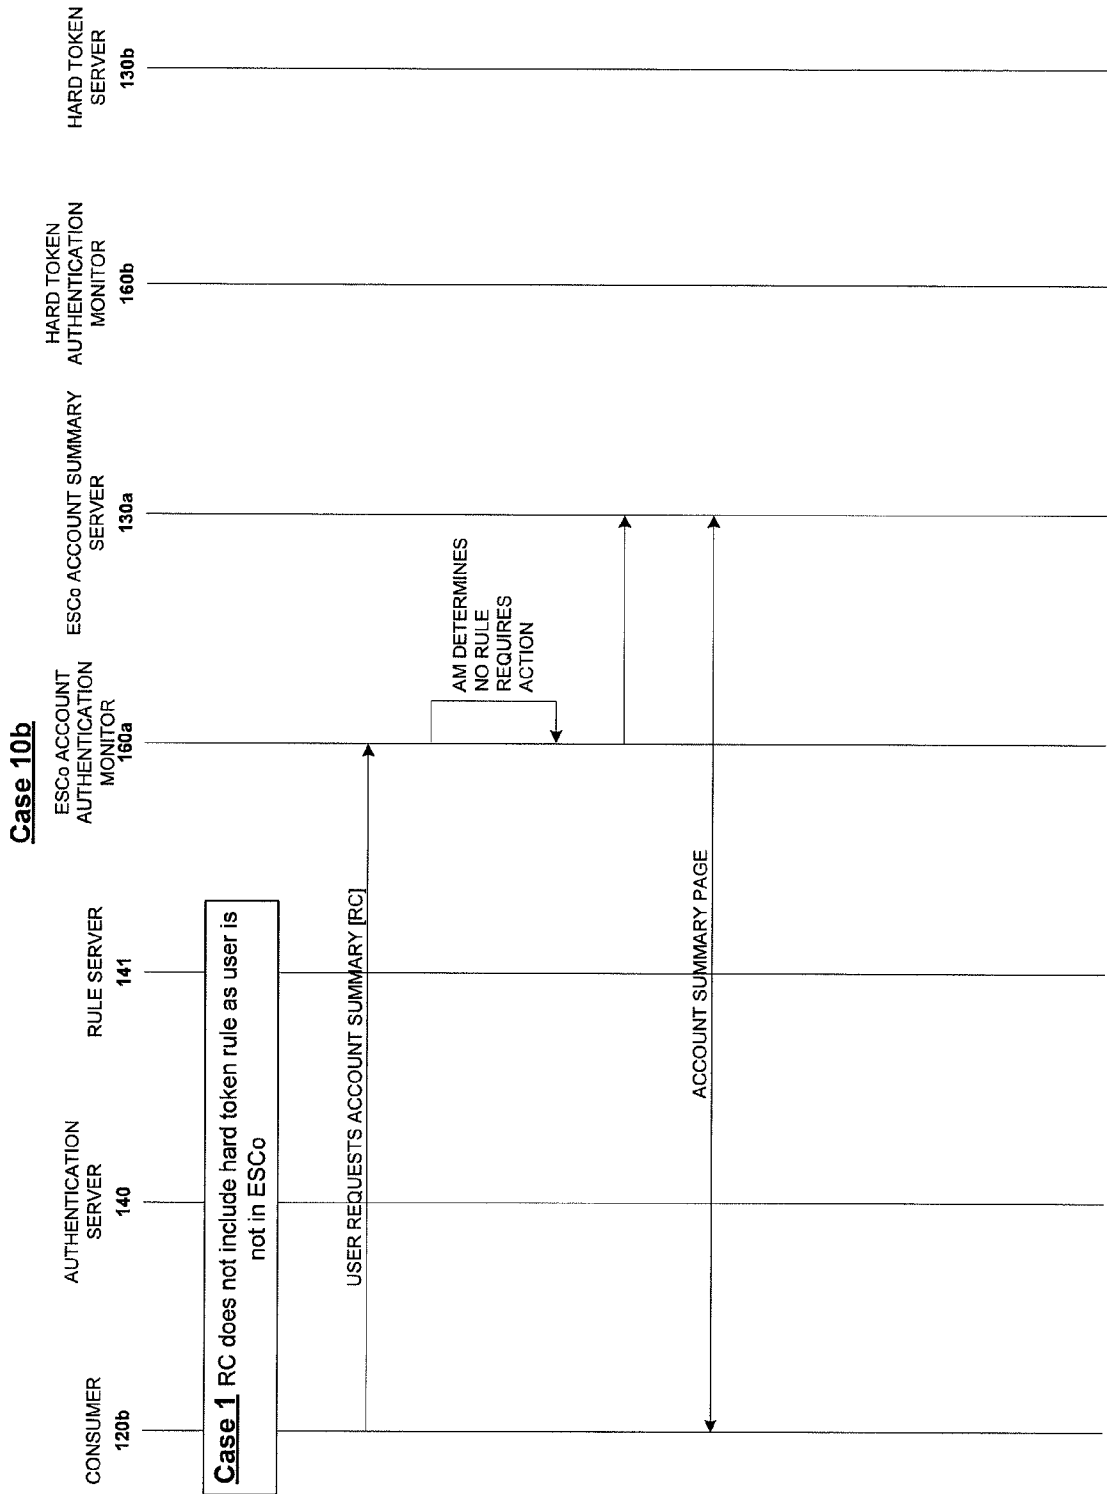 Case 10b
CONSUMER
120b
AUTHENTICATION
SERVER
140
RULE SERVER
141
ESCo ACCOUNT
AUTHENTICATION
MONITOR
160a
ESCo ACCOUNT SUMMARY
SERVER
130a
HARD TOKEN
AUTHENTICATION
MONITOR
160b
HARD TOKEN
SERVER
130b
Case 1 RC does not include hard token rule as user is
not in ESCo
USER REQUESTS ACCOUNT SUMMARY [RC]
AM DETERMINES
NO RULE
REQUIRES
ACTION
ACCOUNT SUMMARY PAGE